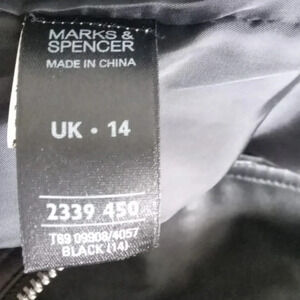 MARKS &
SPENCER
MADE IN CHINA
UK • 14
2339 450
T89 09908/4057
BLACK (14)